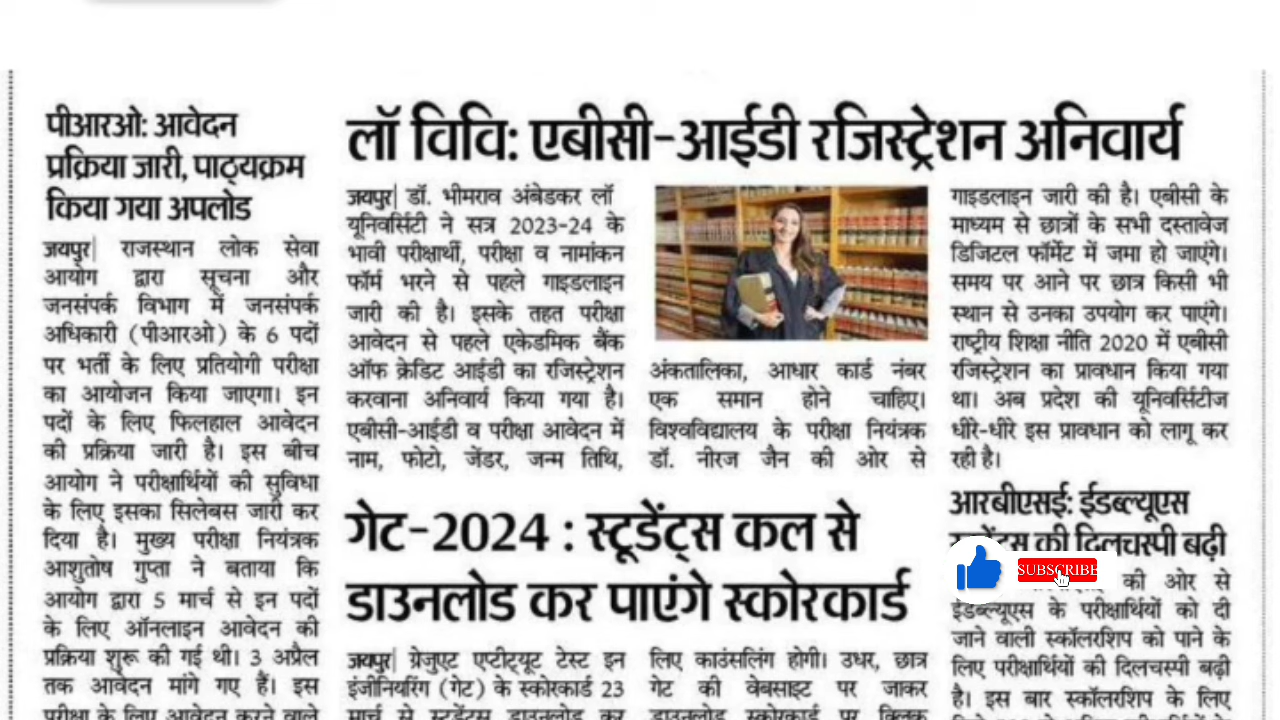 पीआरओ: आवेदन
प्रक्रिया जारी, पाठ्यक्रम
किया गया अपलोड
जयपुर| राजस्थान लोक सेवा
आयोग द्वारा सूचना और
जनसंपर्क विभाग में जनसंपर्क
अधिकारी (पीआरओ) के 6 पदों
पर भर्ती के लिए प्रतियोगी परीक्षा
का आयोजन किया जाएगा। इन
पदों के लिए फिलहाल आवेदन
की प्रक्रिया जारी है। इस बीच
आयोग ने परीक्षार्थियों की सुविधा
के लिए इसका सिलेबस जारी कर
दिया है। मुख्य परीक्षा नियंत्रक
आशुतोष गुप्ता ने बताया कि
आयोग द्वारा 5 मार्च से इन पदों
के लिए ऑनलाइन आवेदन की
प्रक्रिया शुरू की गई थी। 3 अप्रैल
तक आवेदन मांगे गए हैं। इस
परीक्षा के लिए आवेदन करने वाले
लॉ विवि: एबीसी-आईडी रजिस्ट्रेशन अनिवार्य
जयपुर| डॉ. भीमराव अंबेडकर लॉ
यूनिवर्सिटी ने सत्र 2023-24 के
भावी परीक्षार्थी, परीक्षा व नामांकन
फॉर्म भरने से पहले गाइडलाइन
जारी की है। इसके तहत परीक्षा
आवेदन से पहले एकेडमिक बैंक
ऑफ क्रेडिट आईडी का रजिस्ट्रेशन
करवाना अनिवार्य किया गया है।
एबीसी-आईडी व परीक्षा आवेदन में
नाम, फोटो, जेंडर, जन्म तिथि,
अंकतालिका, आधार कार्ड नंबर
एक समान होने चाहिए।
विश्वविद्यालय के परीक्षा नियंत्रक
डॉ. नीरज जैन की ओर से
गाइडलाइन जारी की है। एबीसी के
माध्यम से छात्रों के सभी दस्तावेज
डिजिटल फॉर्मेट में जमा हो जाएंगे।
समय पर आने पर छात्र किसी भी
स्थान से उनका उपयोग कर पाएंगे।
राष्ट्रीय शिक्षा नीति 2020 में एबीसी
रजिस्ट्रेशन का प्रावधान किया गया
था। अब प्रदेश की यूनिवर्सिटीज
धीरे-धीरे इस प्रावधान को लागू कर
रही है।
गेट-2024 : स्टूडेंट्स कल से
डाउनलोड कर पाएंगे स्कोरकार्ड
जयपुर| ग्रेजुएट एप्टीट्यूट टेस्ट इन
इंजीनियरिंग (गेट) के स्कोरकार्ड 23
मार्च से स्टूडेंट्स डाउनलोड कर
लिए काउंसलिंग होगी। उधर, छात्र
गेट की वेबसाइट पर जाकर
डाउनलोड स्कोरकार्ड पर क्लिक
आरबीएसई: ईडब्ल्यूएस
की दिलचस्पी बढ़ी
की ओर से
ईडब्ल्यूएस के परीक्षार्थियों को दी
जाने वाली स्कॉलरशिप को पाने के
लिए परीक्षार्थियों की दिलचस्पी बढ़ी
है। इस बार स्कॉलरशिप के लिए
SUBSCRIBE